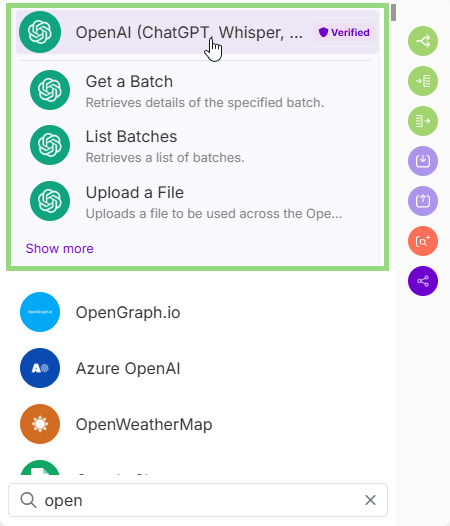 OpenAI (ChatGPT, Whisper, ... Verified
Get a Batch
Retrieves details of the specified batch.
List Batches
Retrieves a list of batches.
Upload a File
Uploads a file to be used across the Ope...
Show more
OpenGraph.io
OpenGraph.io
Azure OpenAI
OpenWeatherMap
open